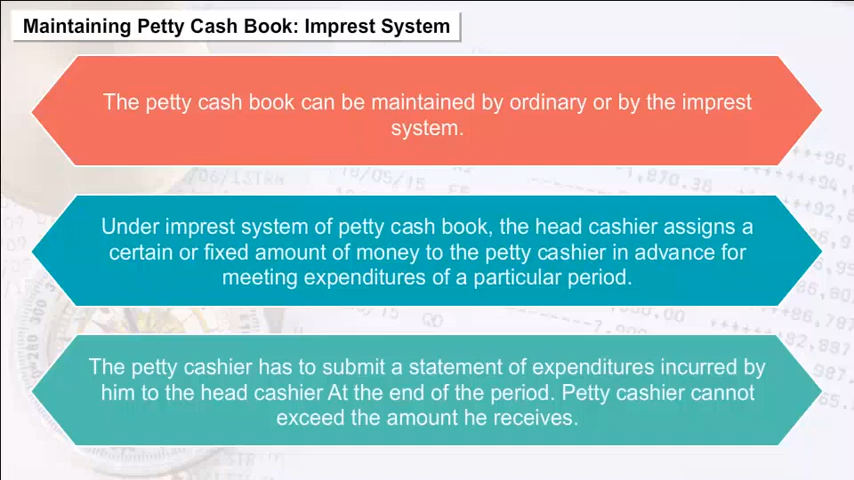 Maintaining Petty Cash Book: Imprest System
The petty cash book can be maintained by ordinary or by the imprest
system.
Under imprest system of petty cash book, the head cashier assigns a
certain or fixed amount of money to the petty cashier in advance for
meeting expenditures of a particular period.
The petty cashier has to submit a statement of expenditures incurred by
him to the head cashier At the end of the period. Petty cashier cannot
exceed the amount he receives.